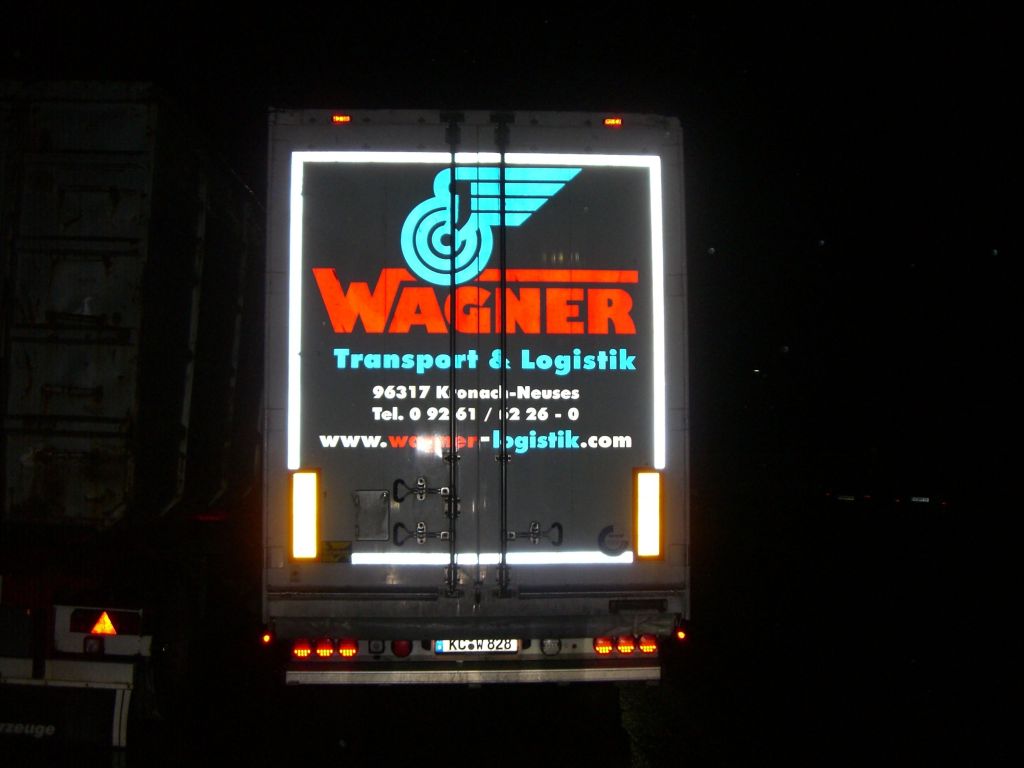 WAGNER
Transport & Logistik
96317 Kronach-Neuses
Tel. 0 92 61 / 62 26 - 0
www.wagner-logistik.com
KC W 828
rzeuge